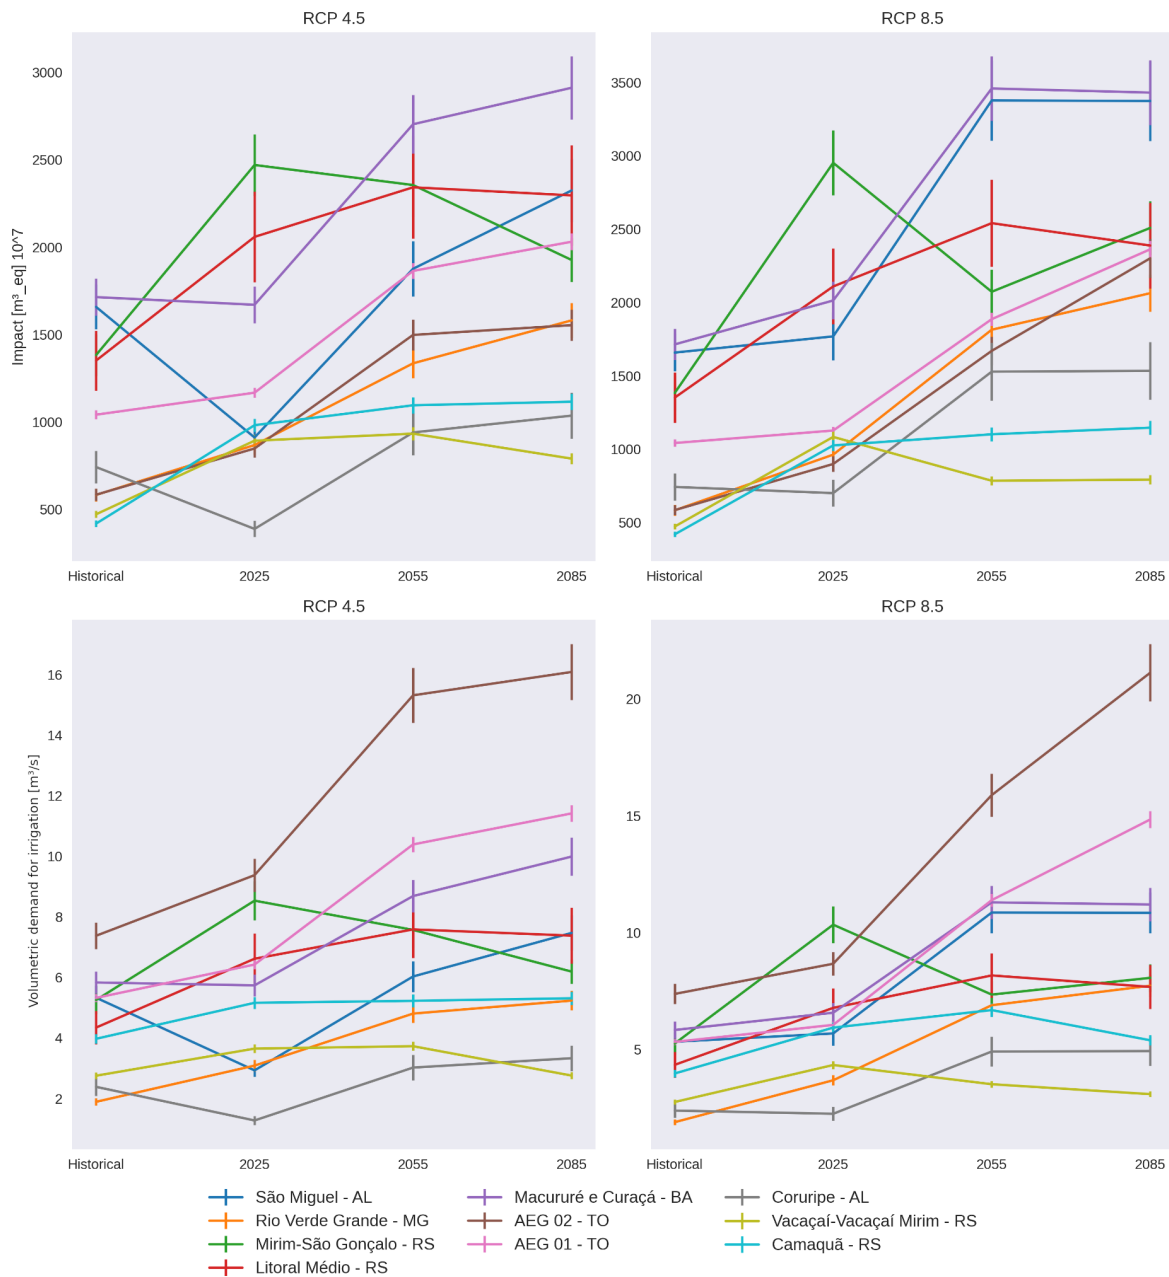 RCP 4.5
RCP 8.5
Impact [m³_eq] 10^7
3000
2500
2000
1500
1000
500
3500
3000
2500
2000
1500
1000
500
Historical 2025 2055 2085
Historical 2025 2055 2085
RCP 4.5
RCP 8.5
Volumetric demand for irrigation [m³/s]
16
14
12
10
8
6
4
2
20
15
10
5
Historical 2025 2055 2085
Historical 2025 2055 2085
São Miguel - AL
Rio Verde Grande - MG
Mirim-São Gonçalo - RS
Litoral Médio - RS
Macururé e Curaçá - BA
AEG 02 - TO
AEG 01 - TO
Coruripe - AL
Vacaçaí-Vacaçaí Mirim - RS
Camaquã - RS